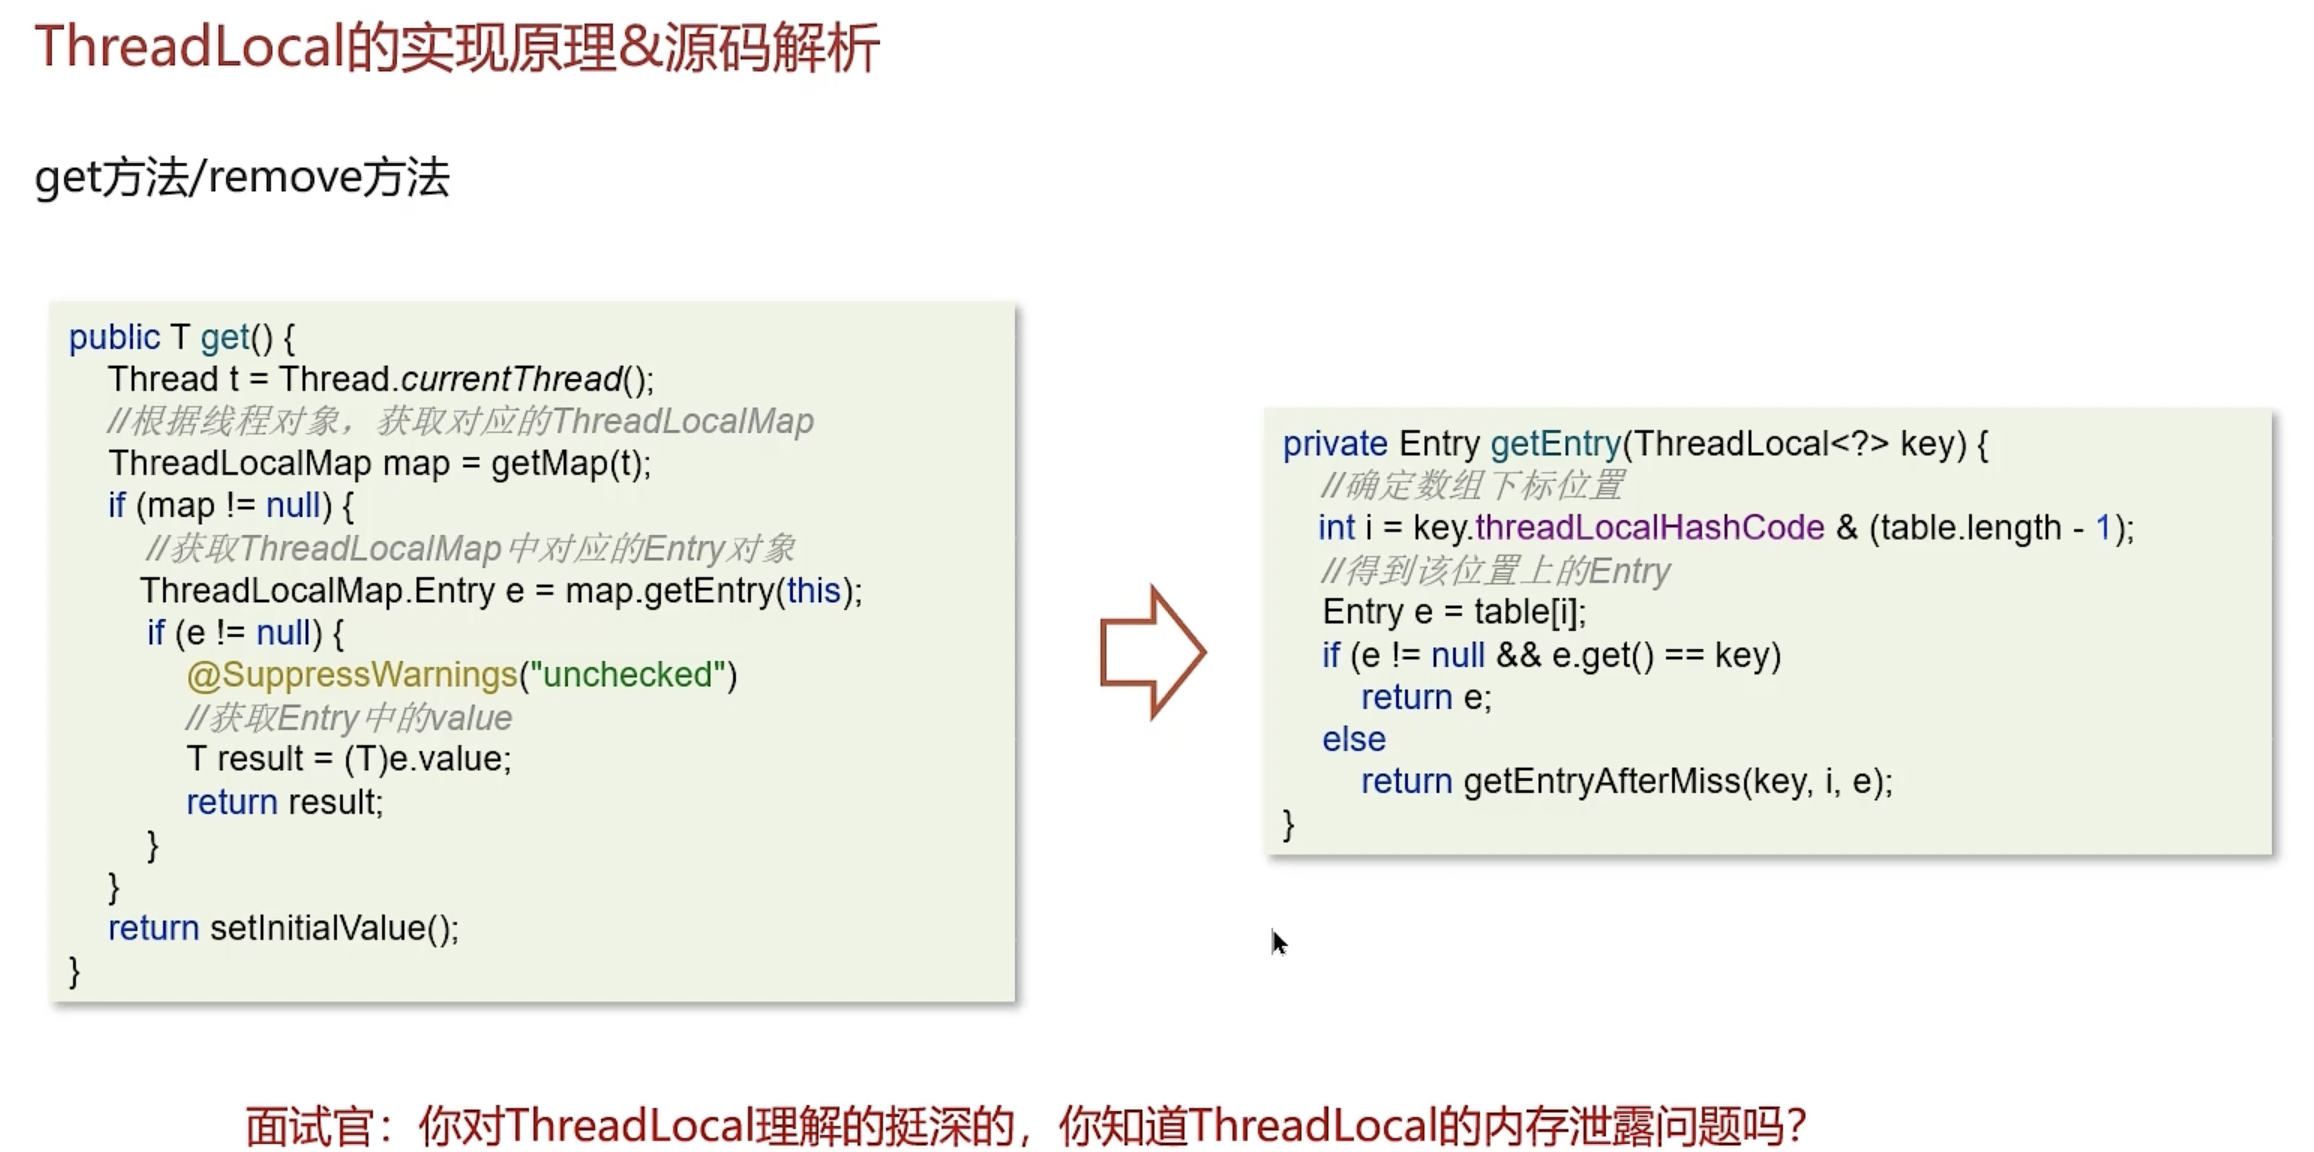 ThreadLocal的实现原理&源码解析
get方法/remove方法
public T get() {
Thread t = Thread.currentThread();
//根据线程对象，获取对应的ThreadLocalMap
ThreadLocalMap map = getMap(t);
if (map != null) {
//获取ThreadLocalMap中对应的Entry对象
ThreadLocalMap.Entry e = map.getEntry(this);
if (e != null) {
@SuppressWarnings("unchecked")
//获取Entry中的value
T result = (T)e.value;
return result;
}
}
return setInitialValue();
}
private Entry getEntry(ThreadLocal<?> key) {
//确定数组下标位置
int i = key.threadLocalHashCode & (table.length - 1);
//得到该位置上的Entry
Entry e = table[i];
if (e != null && e.get() == key)
return e;
else
return getEntryAfterMiss(key, i, e);
}
面试官：你对ThreadLocal理解的挺深的，你知道ThreadLocal的内存泄露问题吗？